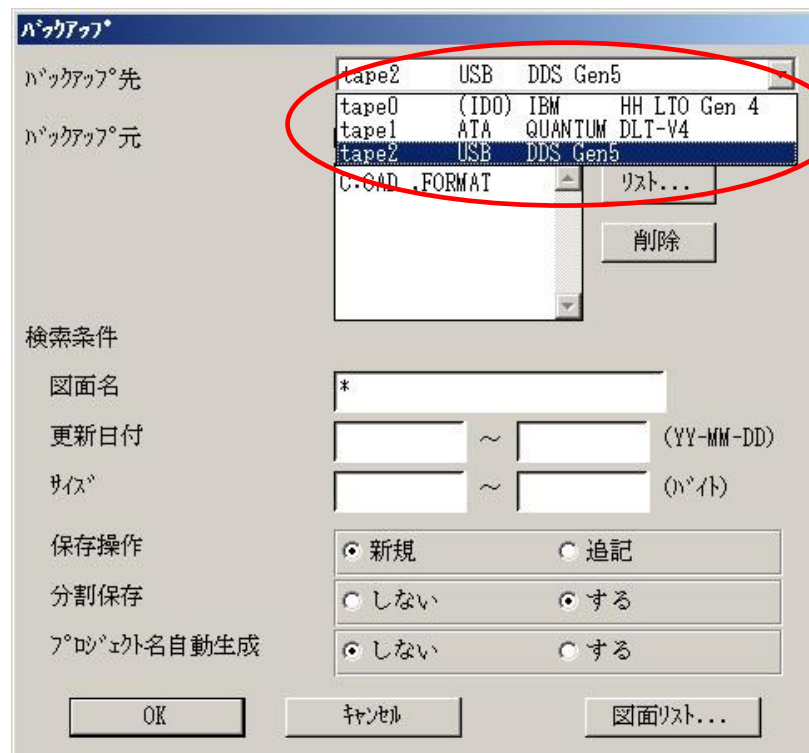 ﾊﾞｯｸｱｯﾌﾟ
ﾊﾞｯｸｱｯﾌﾟ先
tape2 USB DDS Gen5
tape0 (ID0) IBM HH LTO Gen 4
tape1 ATA QUANTUM DLT-V4
tape2 USB DDS Gen5
ﾊﾞｯｸｱｯﾌﾟ元
C:CAD .FORMAT
ﾘｽﾄ...
削除
検索条件
図面名
*
更新日付
～
(YY-MM-DD)
ｻｲｽﾞ
～
(ﾊﾞｲﾄ)
保存操作
新規
追記
分割保存
しない
する
ﾌﾟﾛｼﾞｪｸﾄ名自動生成
しない
する
OK
ｷｬﾝｾﾙ
図面ﾘｽﾄ...